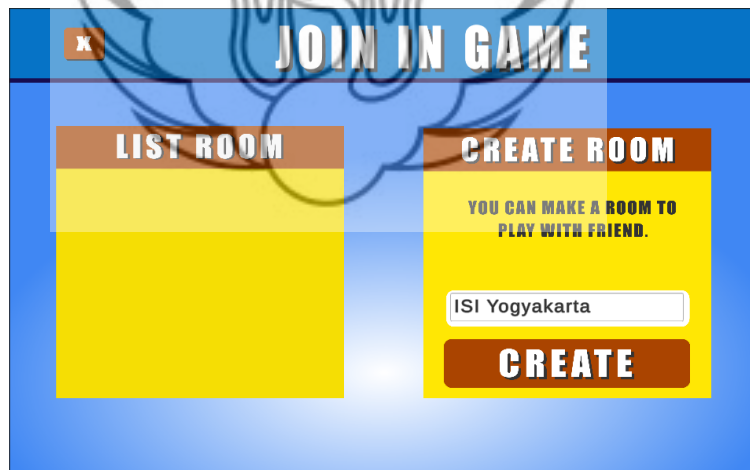 X
JOIN IN GAME
LIST ROOM
CREATE ROOM
YOU CAN MAKE A ROOM TO
PLAY WITH FRIEND.
ISI Yogyakarta
CREATE